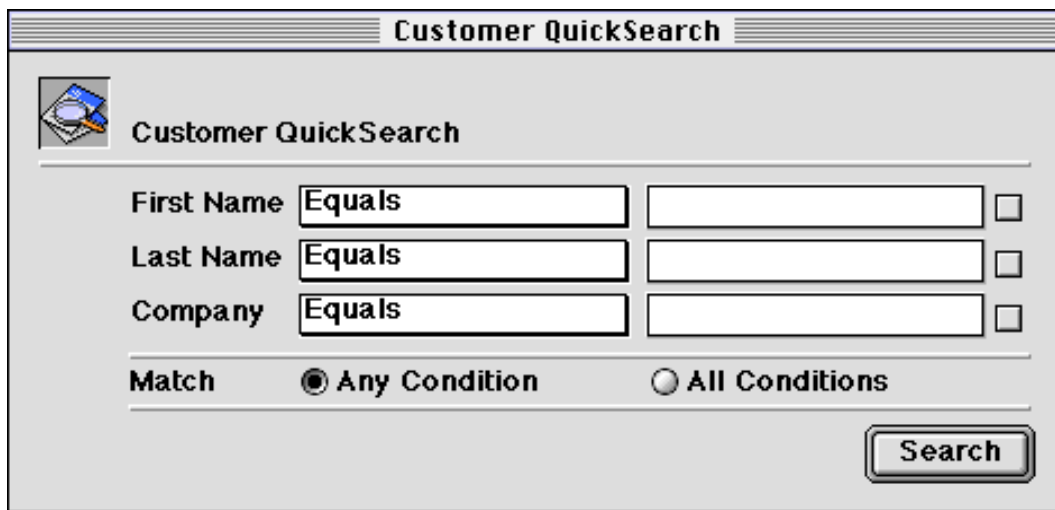 Customer QuickSearch
Customer QuickSearch
First Name Equals
Last Name Equals
Company Equals
Match Any Condition All Conditions
Search